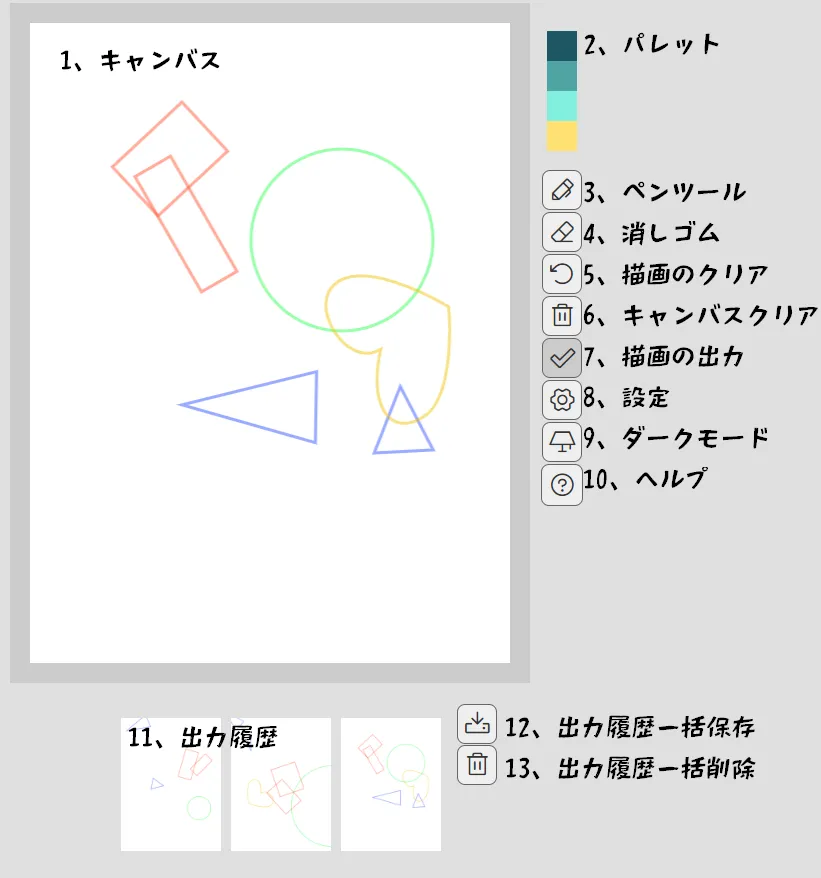 1、キャンバス
2、パレット
3、ペンツール
4、消しゴム
5、描画のクリア
6、キャンバスクリア
7、描画の出力
8、設定
9、ダークモード
10、ヘルプ
11、出力履歴
12、出力履歴一括保存
13、出力履歴一括削除